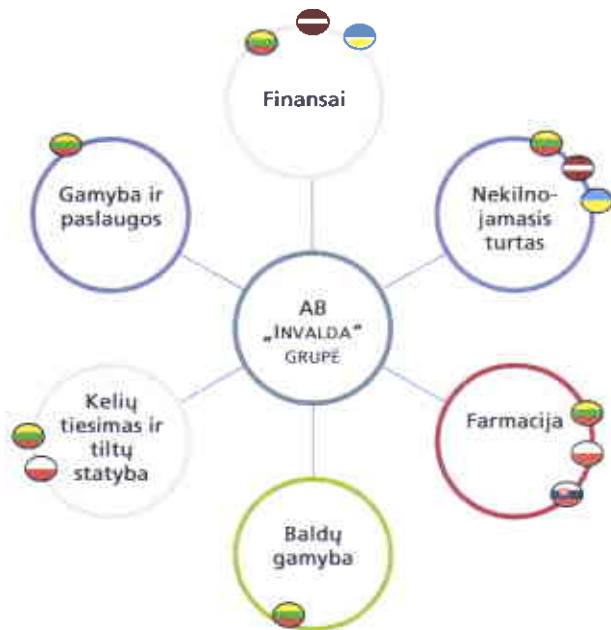 Finansai
Gamyba ir
paslaugos
Nekilno-
jamasis
turtas
AB
„INVALDA“
GRUPĖ
Kelių
tiesimas ir
tiltų
statyba
Farmacija
Baldų
gamyba